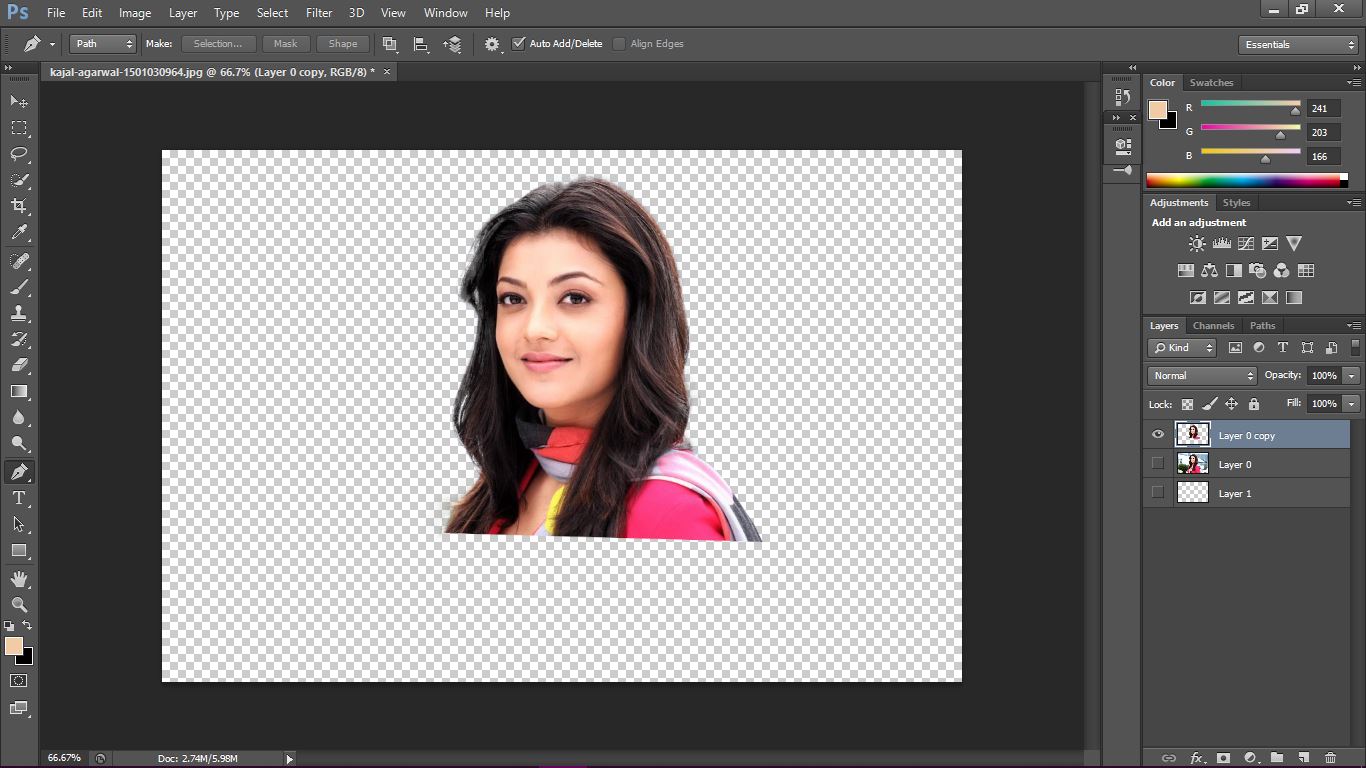 Ps File Edit Image Layer Type Select Filter 3D View Window Help
Path Make: Selection... Mask Shape Auto Add/Delete Align Edges Essentials
kajal-agarwal-1501030964.jpg @ 66.7% (Layer 0 copy, RGB/8) * ×
Color Swatches
R 241
G 203
B 166
Adjustments Styles
Add an adjustment
Layers Channels Paths
Kind T
Normal Opacity: 100%
Lock: Fill: 100%
Layer 0 copy
Layer 0
Layer 1
T
66.67% Doc: 2.74M/5.98M fx